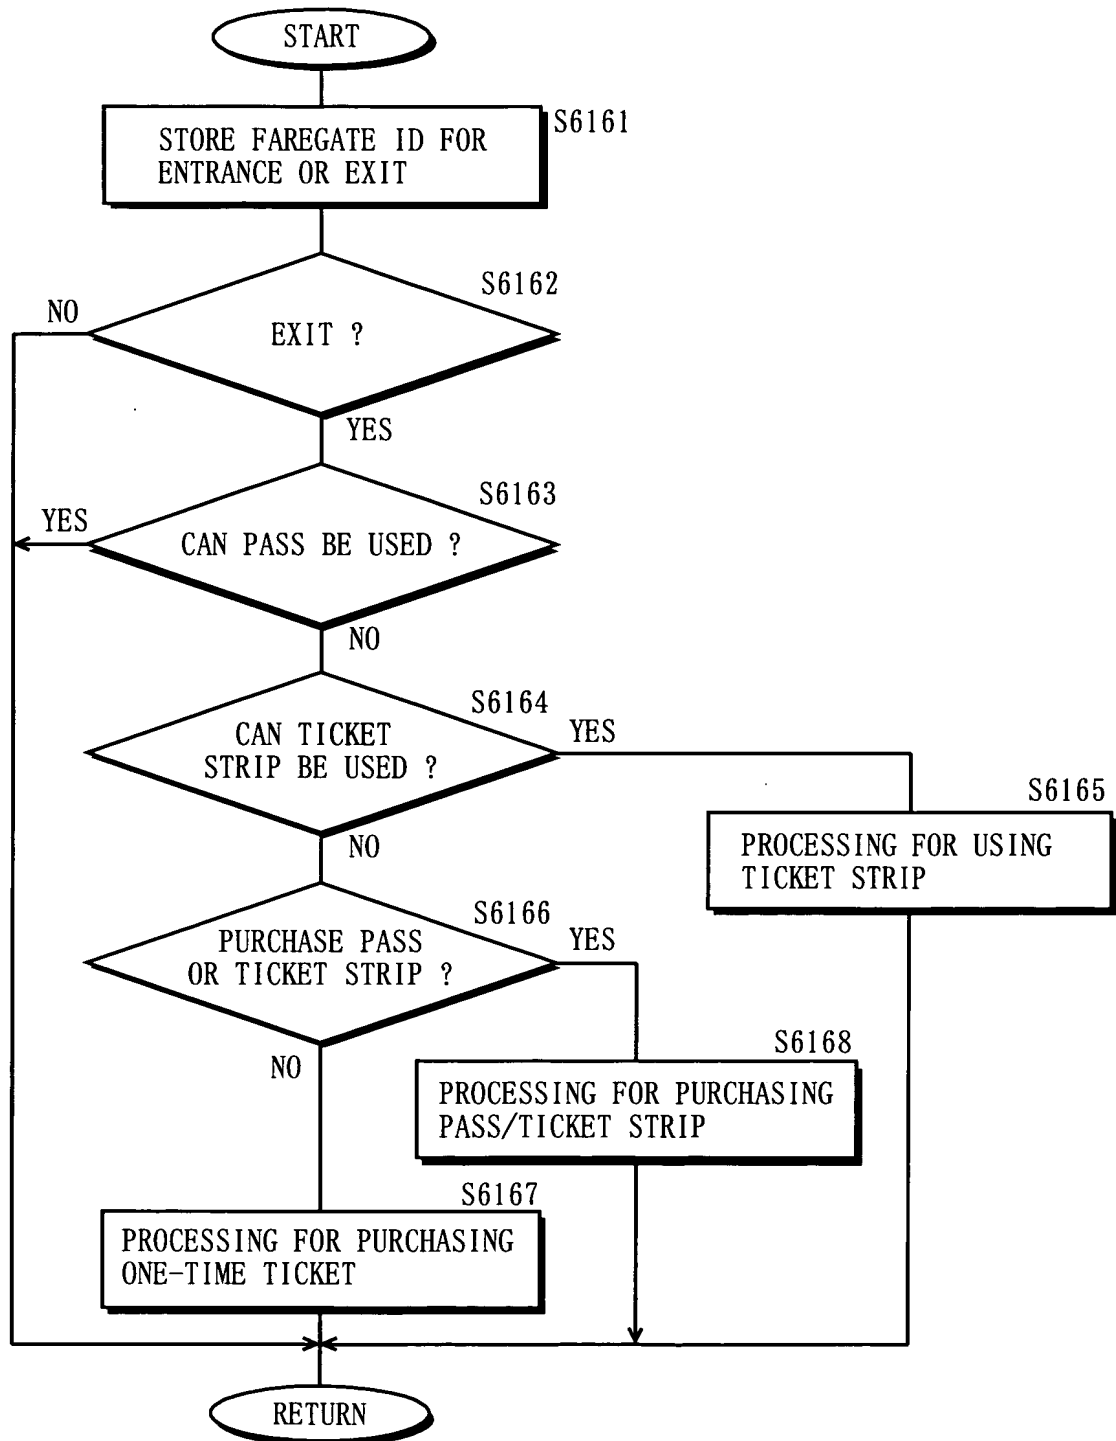 START
S6161
STORE FAREGATE ID FOR
ENTRANCE OR EXIT
S6162
NO
EXIT ?
YES
S6163
YES
CAN PASS BE USED ?
NO
S6164
YES
CAN TICKET
STRIP BE USED ?
S6165
NO
PROCESSING FOR USING
TICKET STRIP
S6166
YES
PURCHASE PASS
OR TICKET STRIP ?
S6168
NO
PROCESSING FOR PURCHASING
PASS/TICKET STRIP
S6167
PROCESSING FOR PURCHASING
ONE-TIME TICKET
RETURN